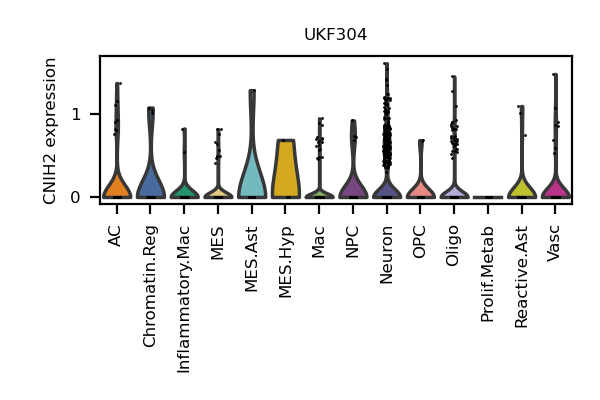 UKF304
CNIH2 expression
1
0
AC
Chromatin.Reg
Inflammatory.Mac
MES
MES.Ast
MES.Hyp
Mac
NPC
Neuron
OPC
Oligo
Prolif.Metab
Reactive.Ast
Vasc